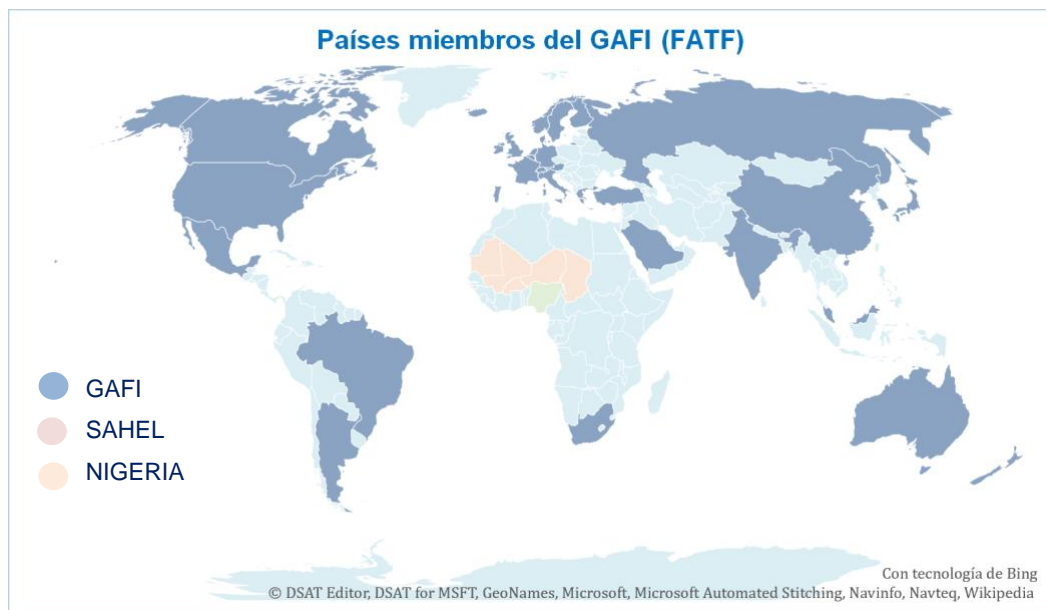 Países miembros del GAFI (FATF)
GAFI
SAHEL
NIGERIA
Con tecnología de Bing
© DSAT Editor, DSAT for MSFT, GeoNames, Microsoft, Microsoft Automated Stitching, Navinfo, Navteq, Wikipedia